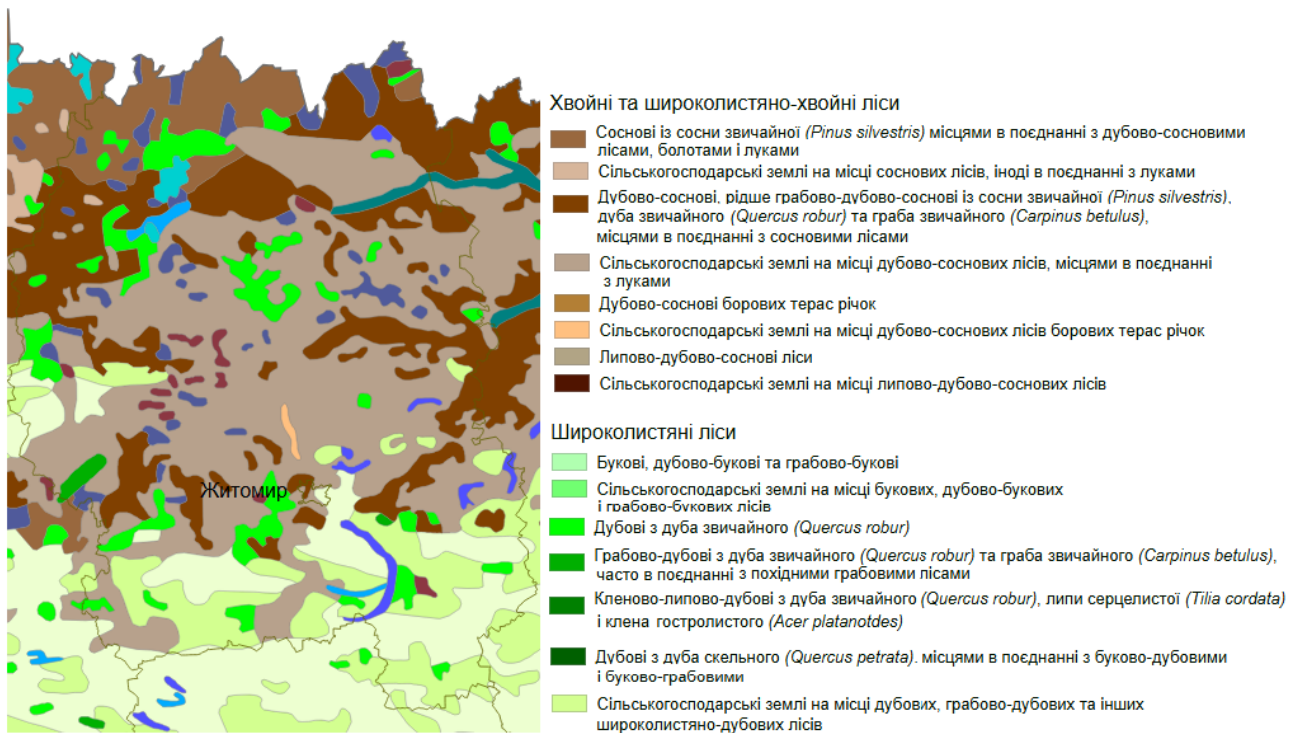 Хвойні та широколистяно-хвойні ліси
Соснові із сосни звичайної (Pinus silvestris) місцями в поєднанні з дубово-сосновими
лісами, болотами і луками
Сільськогосподарські землі на місці соснових лісів, іноді в поєднанні з луками
Дубово-соснові, рідше грабово-дубово-соснові із сосни звичайної (Pinus silvestris),
дуба звичайного (Quercus robur) та граба звичайного (Carpinus betulus),
місцями в поєднанні з сосновими лісами
Сільськогосподарські землі на місці дубово-соснових лісів, місцями в поєднанні
з луками
Дубово-соснові борових терас річок
Сільськогосподарські землі на місці дубово-соснових лісів борових терас річок
Липово-дубово-соснові ліси
Сільськогосподарські землі на місці липово-дубово-соснових лісів
Широколистяні ліси
Букові, дубово-букові та грабово-букові
Сільськогосподарські землі на місці букових, дубово-букових
і грабово-букових лісів
Дубові з дуба звичайного (Quercus robur)
Грабово-дубові з дуба звичайного (Quercus robur) та граба звичайного (Carpinus betulus),
часто в поєднанні з похідними грабовими лісами
Кленово-липово-дубові з дуба звичайного (Quercus robur), липи серцелистої (Tilia cordata)
і клена гостролистого (Acer platanotdes)
Дубові з дуба скельного (Quercus petrata). місцями в поєднанні з буково-дубовими
і буково-грабовими
Сільськогосподарські землі на місці дубових, грабово-дубових та інших
широколистяно-дубових лісів
Житомир